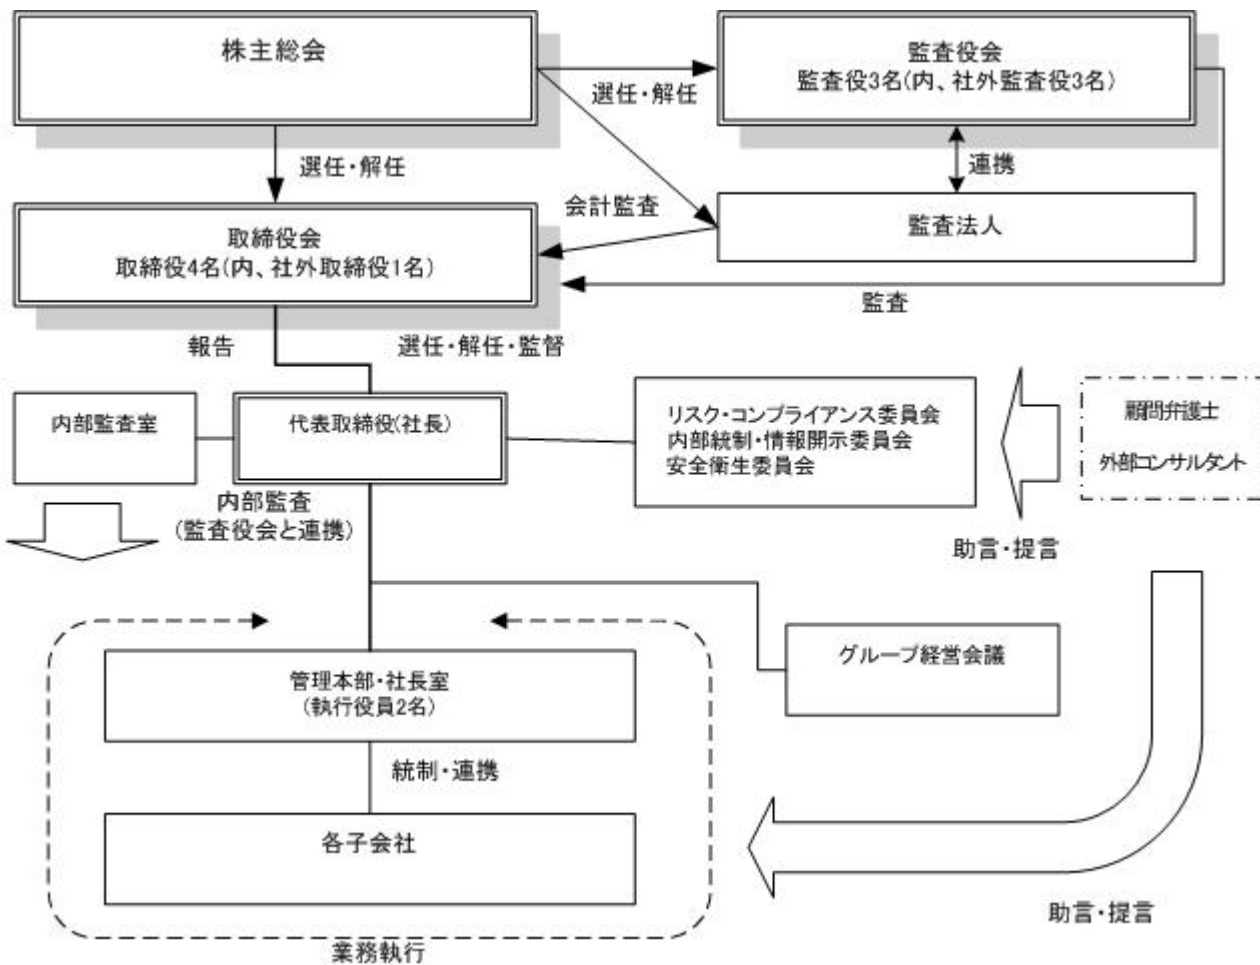 株主総会
監査役会
監査役3名(内、社外監査役3名)
選任・解任
選任・解任
連携
会計監査
監査法人
取締役会
取締役4名(内、社外取締役1名)
監査
報告
選任・解任・監督
内部監査室
代表取締役(社長)
リスク・コンプライアンス委員会
内部統制・情報開示委員会
安全衛生委員会
顧問弁護士
外部コンサルタント
内部監査
(監査役会と連携)
助言・提言
グループ経営会議
管理本部・社長室
(執行役員2名)
統制・連携
各子会社
助言・提言
業務執行